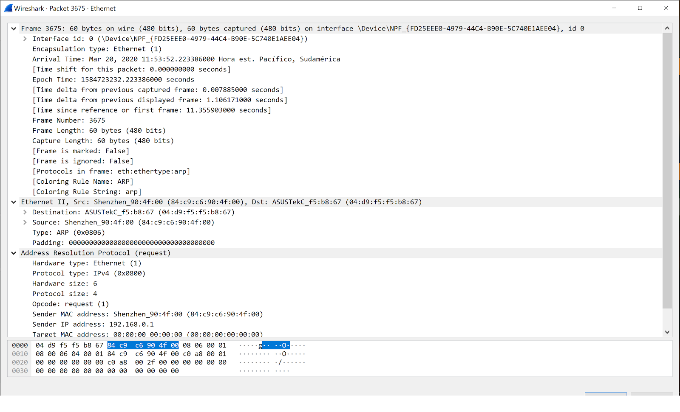 Wireshark · Packet 3675 · Ethernet
Frame 3675: 60 bytes on wire (480 bits), 60 bytes captured (480 bits) on interface \Device\NPF_{FD25EEE0-4979-44C4-B90E-5C740E1AEE04}, id 0
Interface id: 0 (\Device\NPF_{FD25EEE0-4979-44C4-B90E-5C740E1AEE04})
Encapsulation type: Ethernet (1)
Arrival Time: Mar 20, 2020 11:53:52.223386000 Hora est. Pacífico, Sudamérica
[Time shift for this packet: 0.000000000 seconds]
Epoch Time: 1584723232.223386000 seconds
[Time delta from previous captured frame: 0.007885000 seconds]
[Time delta from previous displayed frame: 1.106171000 seconds]
[Time since reference or first frame: 11.355903000 seconds]
Frame Number: 3675
Frame Length: 60 bytes (480 bits)
Capture Length: 60 bytes (480 bits)
[Frame is marked: False]
[Frame is ignored: False]
[Protocols in frame: eth:ethertype:arp]
[Coloring Rule Name: ARP]
[Coloring Rule String: arp]
Ethernet II, Src: Shenzhen_90:4f:00 (84:c9:c6:90:4f:00), Dst: ASUSTekC_f5:b8:67 (04:d9:f5:f5:b8:67)
Destination: ASUSTekC_f5:b8:67 (04:d9:f5:f5:b8:67)
Source: Shenzhen_90:4f:00 (84:c9:c6:90:4f:00)
Type: ARP (0x0806)
Padding: 000000000000000000000000000000000000
Address Resolution Protocol (request)
Hardware type: Ethernet (1)
Protocol type: IPv4 (0x0800)
Hardware size: 6
Protocol size: 4
Opcode: request (1)
Sender MAC address: Shenzhen_90:4f:00 (84:c9:c6:90:4f:00)
Sender IP address: 192.168.0.1
Target MAC address: 00:00:00_00:00:00 (00:00:00:00:00:00)
0000 04 d9 f5 f5 b8 67 84 c9 c6 90 4f 00 08 06 00 01 ·····g·· ··O·····
0010 08 00 06 04 00 01 84 c9 c6 90 4f 00 c0 a8 00 01 ········ ··O·····
0020 00 00 00 00 00 00 c0 a8 00 2f 00 00 00 00 00 00 ········ ·/······
0030 00 00 00 00 00 00 00 00 00 00 00 00 ········ ····